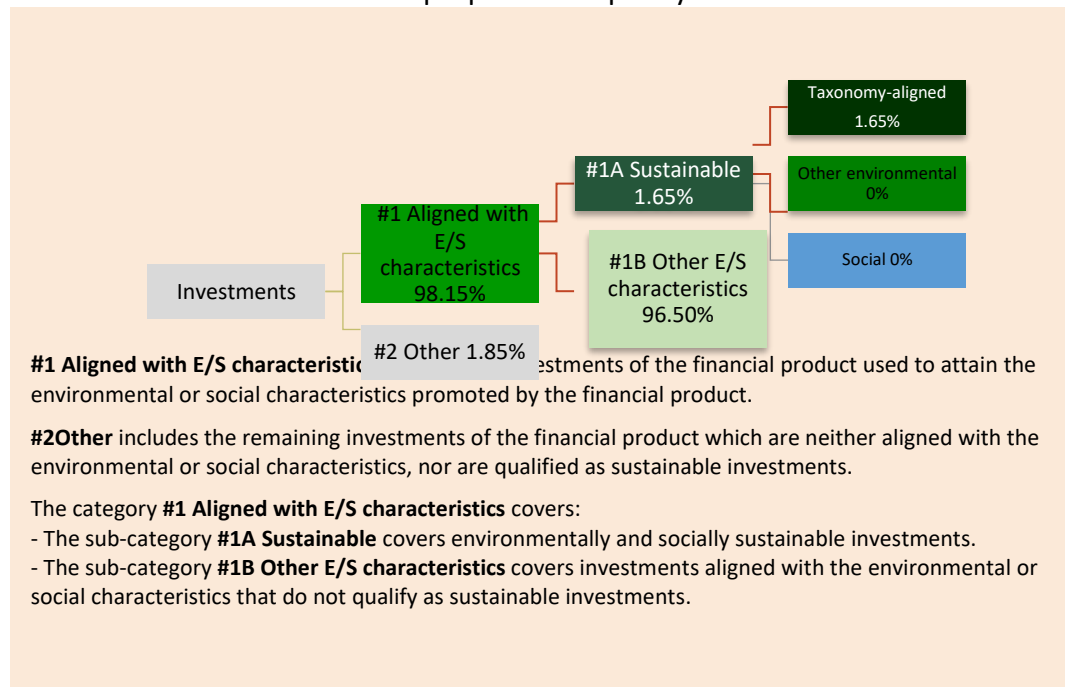 Taxonomy-aligned
1.65%
#1A Sustainable
1.65%
Other environmental
0%
#1 Aligned with
E/S
characteristics
98.15%
#1B Other E/S
characteristics
96.50%
Social 0%
Investments
#2 Other 1.85%
#1 Aligned with E/S characteristic estments of the financial product used to attain the
environmental or social characteristics promoted by the financial product.
#2Other includes the remaining investments of the financial product which are neither aligned with the
environmental or social characteristics, nor are qualified as sustainable investments.
The category #1 Aligned with E/S characteristics covers:
- The sub-category #1A Sustainable covers environmentally and socially sustainable investments.
- The sub-category #1B Other E/S characteristics covers investments aligned with the environmental or
social characteristics that do not qualify as sustainable investments.